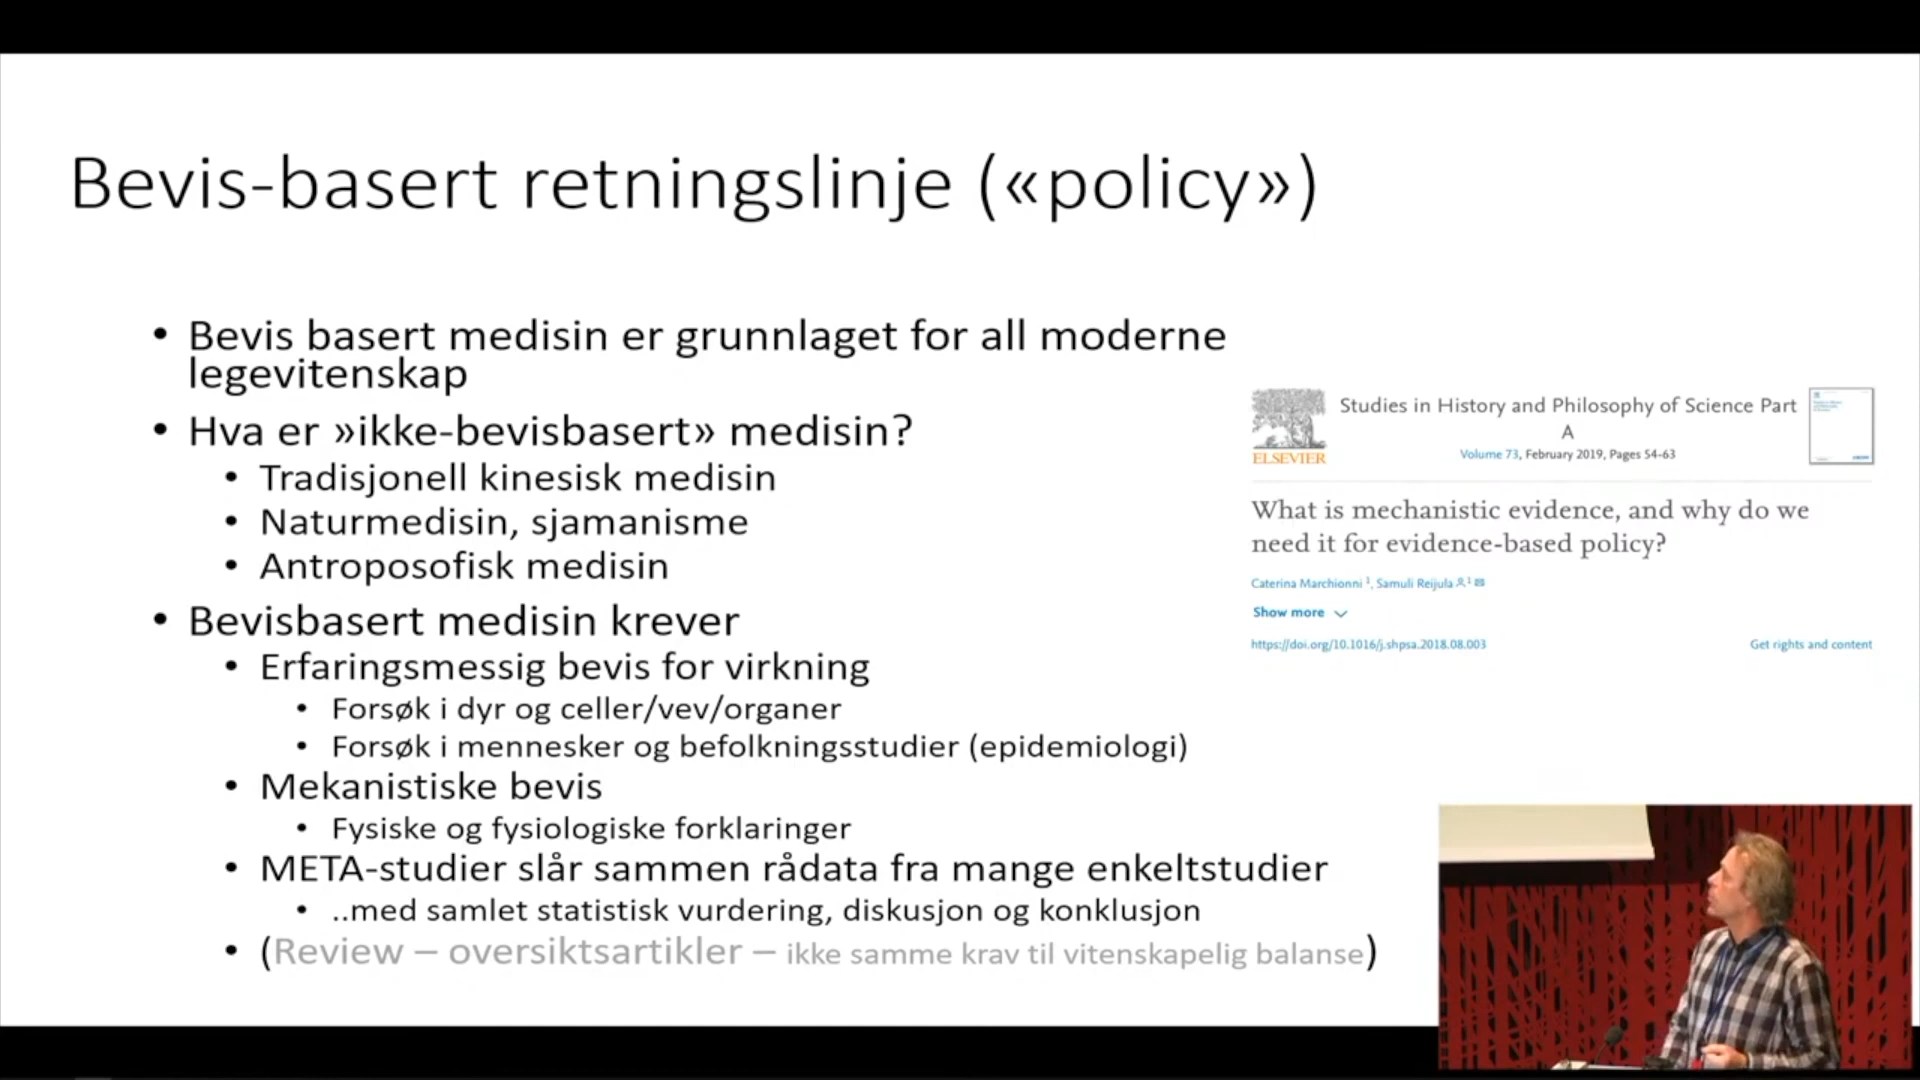 Bevis-basert retningslinje («policy»)
• Bevis basert medisin er grunnlaget for all moderne
legevitenskap
• Hva er »ikke-bevisbasert» medisin?
• Tradisjonell kinesisk medisin
• Naturmedisin, sjamanisme
• Antroposofisk medisin
• Bevisbasert medisin krever
• Erfaringsmessig bevis for virkning
• Forsøk i dyr og celler/vev/organer
• Forsøk i mennesker og befolkningsstudier (epidemiologi)
• Mekanistiske bevis
• Fysiske og fysiologiske forklaringer
• META-studier slår sammen rådata fra mange enkeltstudier
• ..med samlet statistisk vurdering, diskusjon og konklusjon
• (Review – oversiktsartikler – ikke samme krav til vitenskapelig balanse)
ELSEVIER
Studies in History and Philosophy of Science Part
A
Volume 73, February 2019, Pages 54-63
What is mechanistic evidence, and why do we
need it for evidence-based policy?
Caterina Marchionni ¹, Samuli Reijula ¹
Show more
https://doi.org/10.1016/j.shpsa.2018.08.003
Get rights and content